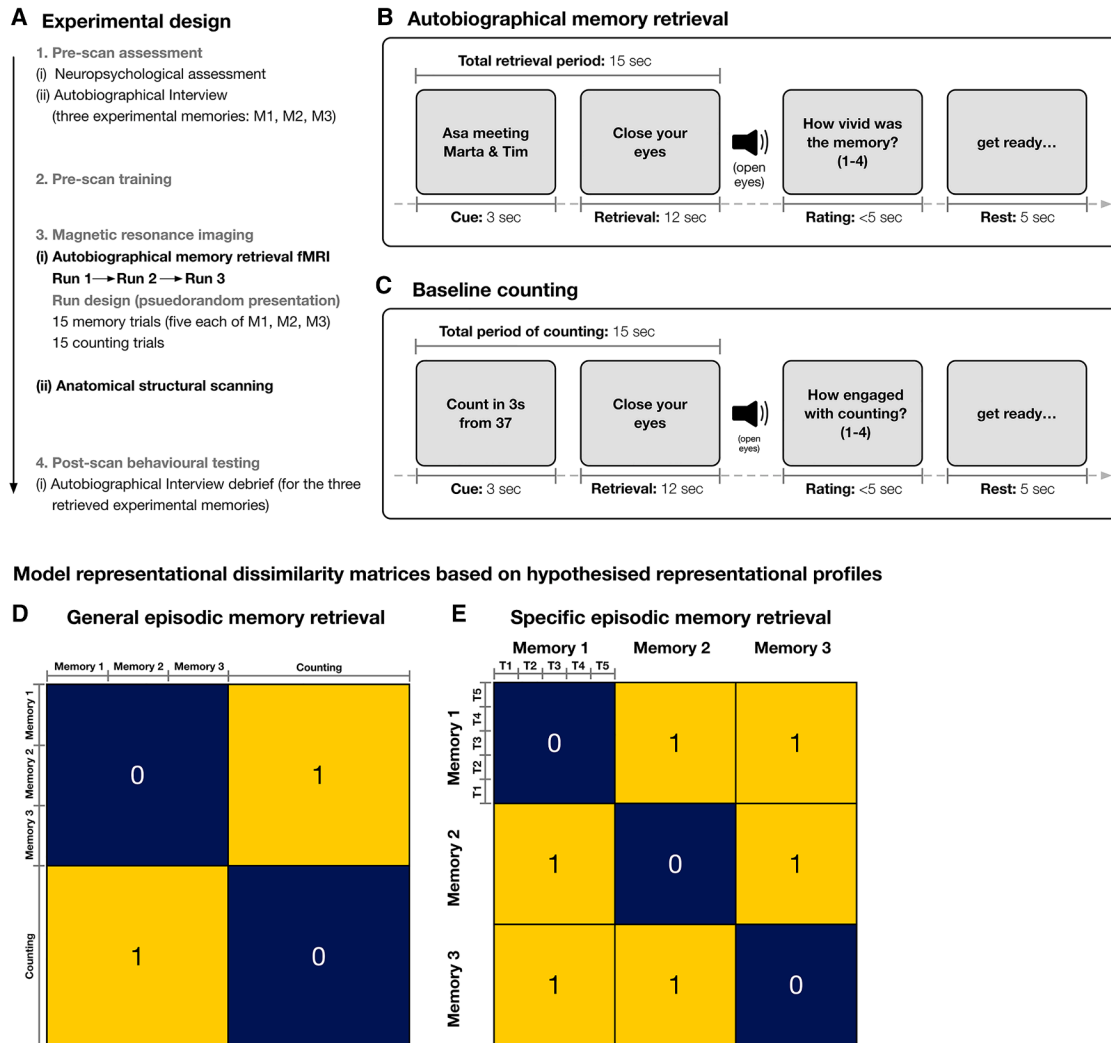 A Experimental design
1. Pre-scan assessment
(i) Neuropsychological assessment
(ii) Autobiographical Interview
(three experimental memories: M1, M2, M3)
2. Pre-scan training
3. Magnetic resonance imaging
(i) Autobiographical memory retrieval fMRI
Run 1 → Run 2 → Run 3
Run design (psuedorandom presentation)
15 memory trials (five each of M1, M2, M3)
15 counting trials
(ii) Anatomical structural scanning
4. Post-scan behavioural testing
(i) Autobiographical Interview debrief (for the three
retrieved experimental memories)
B Autobiographical memory retrieval
Total retrieval period: 15 sec
Asa meeting
Marta & Tim
Close your
eyes
(open
eyes)
How vivid was
the memory?
(1-4)
get ready...
Cue: 3 sec
Retrieval: 12 sec
Rating: <5 sec
Rest: 5 sec
C Baseline counting
Total period of counting: 15 sec
Count in 3s
from 37
Close your
eyes
(open
eyes)
How engaged
with counting?
(1-4)
get ready...
Cue: 3 sec
Retrieval: 12 sec
Rating: <5 sec
Rest: 5 sec
Model representational dissimilarity matrices based on hypothesised representational profiles
D General episodic memory retrieval
Memory 1 Memory 2 Memory 3 Counting
Memory 1
Memory 2
Memory 3
Counting
0 1
1 0
E Specific episodic memory retrieval
Memory 1 Memory 2 Memory 3
T1 T2 T3 T4 T5
Memory 1
T5
T4
T3
T2
T1
Memory 2
Memory 3
0 1 1
1 0 1
1 1 0